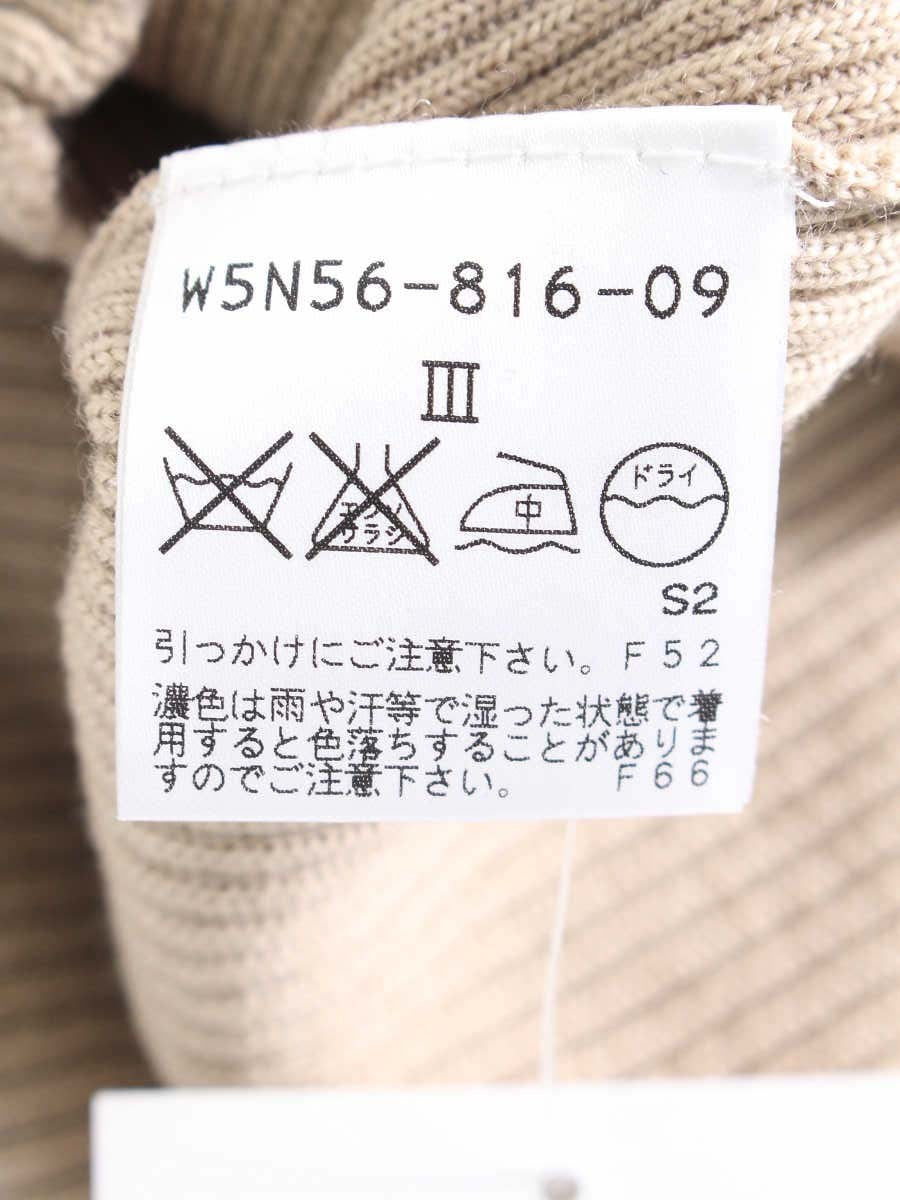 W5N56-816-09
III
エンソ
サラシ
中
ドライ
S2
引っかけにご注意下さい。F52
濃色は雨や汗等で湿った状態で着
用すると色落ちすることがありま
すのでご注意下さい。 F66